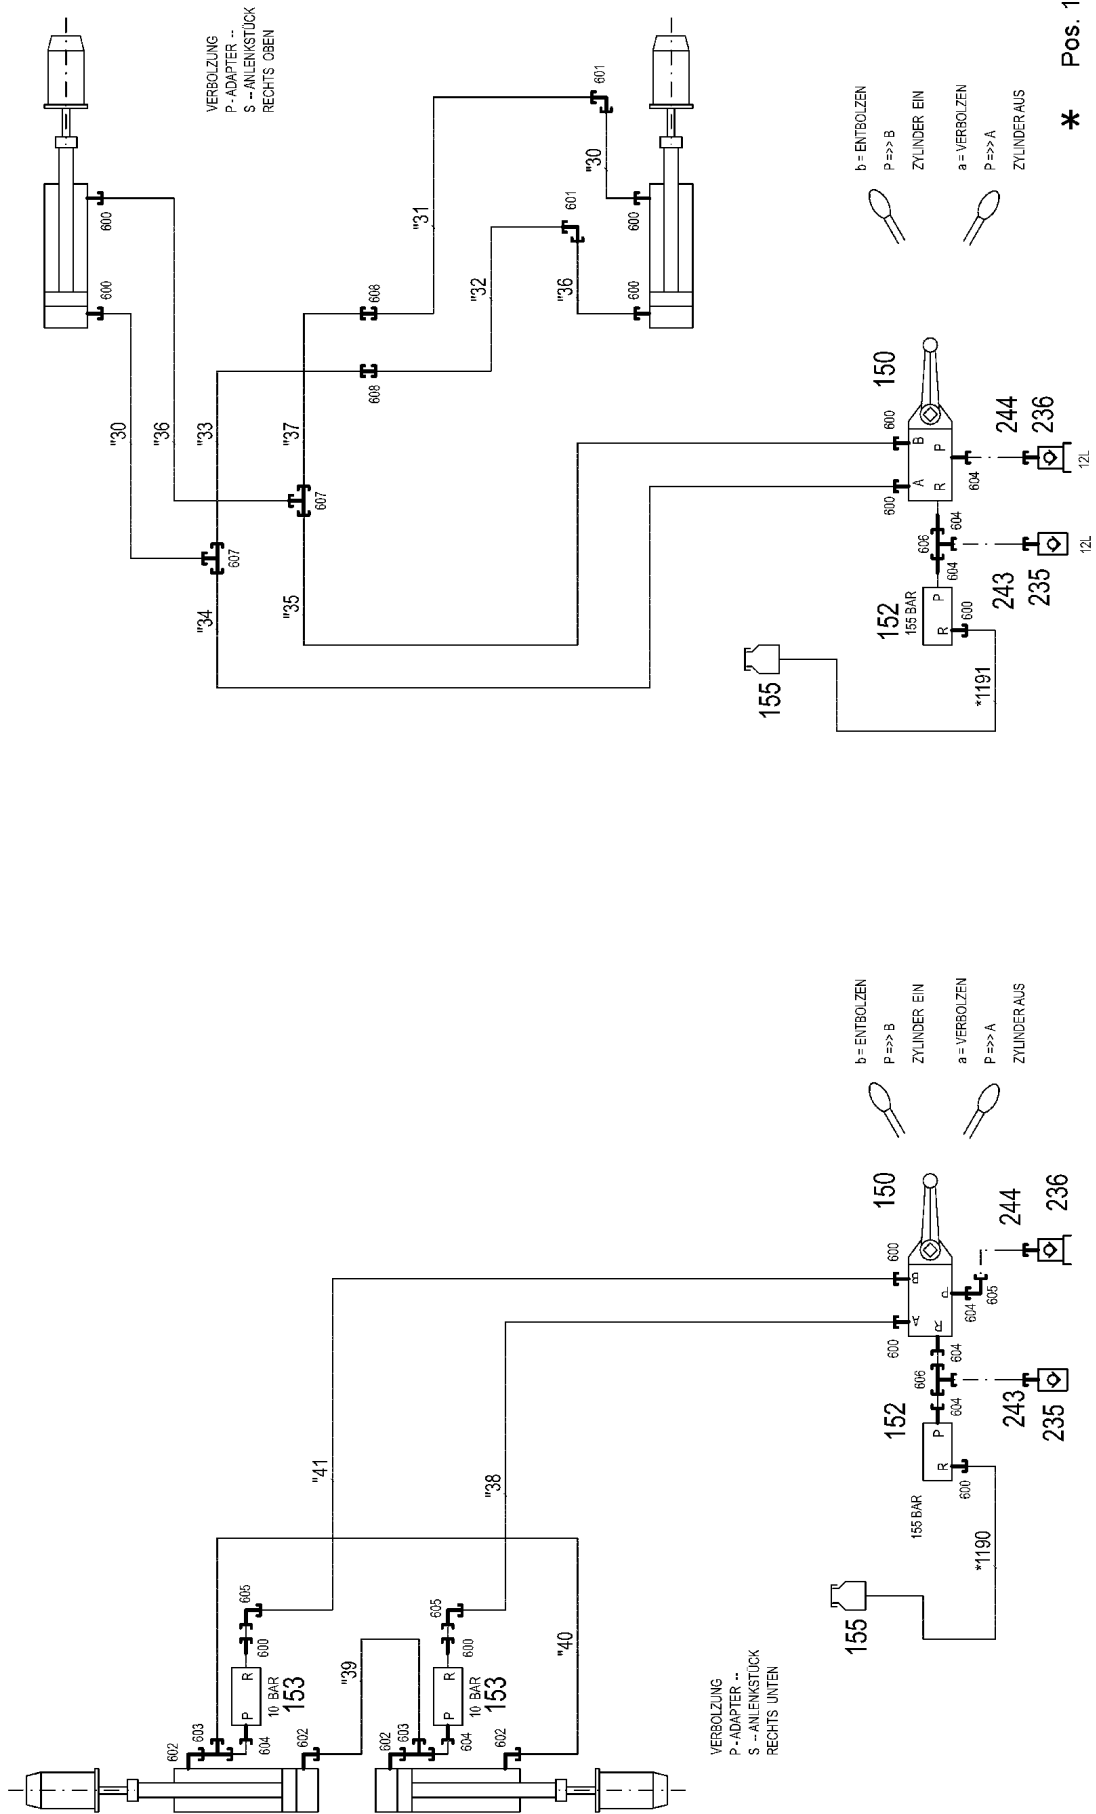 VERBOLZUNG
P - ADAPTER --
S -- ANLENKSTÜCK
RECHTS OBEN
600
600
"30
"36
"33
"37
607
607
"34
"35
608
608
"31
"32
601
601
"30
"36
600
600
155
*1191
152
155 BAR
R
P
600
604
606
604
600
600
A
B
R
P
150
604
243
235
12L
244
236
12L
b = ENTBOLZEN
P =>> B
ZYLINDER EIN
a = VERBOLZEN
P =>> A
ZYLINDER AUS
* Pos. 1
602
603
604
602
P
R
10 BAR
153
600
605
"39
602
603
604
602
P
R
10 BAR
153
600
605
"40
"41
"38
VERBOLZUNG
P - ADAPTER --
S -- ANLENKSTÜCK
RECHTS UNTEN
155
*1190
155 BAR
152
R
P
600
604
606
604
600
600
A
B
R
P
150
604
605
243
235
244
236
b = ENTBOLZEN
P =>> B
ZYLINDER EIN
a = VERBOLZEN
P =>> A
ZYLINDER AUS